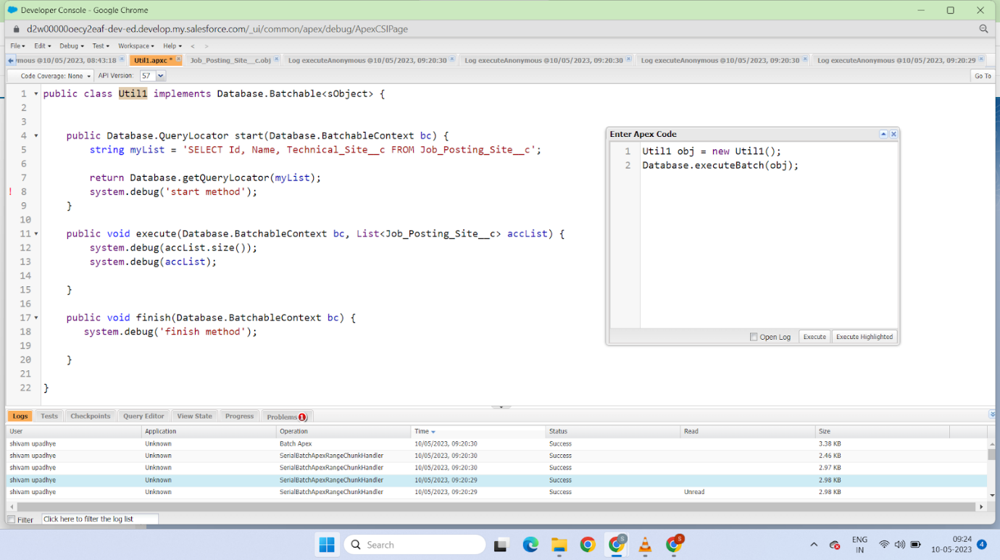 Developer Console - Google Chrome
d2w00000oecy2eaf-dev-ed.develop.my.salesforce.com/_ui/common/apex/debug/ApexCSIPage
File Edit Debug Test Workspace Help < >
mous @10/05/2023, 08:43:18 Util1.apxc * Job_Posting_Site__c.obj Log executeAnonymous @10/05/2023, 09:20:30 Log executeAnonymous @10/05/2023, 09:20:30 Log executeAnonymous @10/05/2023, 09:20:30 Log executeAnonymous @10/05/2023, 09:20:29
Code Coverage: None API Version: 57 Go To
1 public class Util1 implements Database.Batchable<sObject> {
2
3
4 public Database.QueryLocator start(Database.BatchableContext bc) {
5 string myList = 'SELECT Id, Name, Technical_Site__c FROM Job_Posting_Site__c';
6
7 return Database.getQueryLocator(myList);
! 8 system.debug('start method');
9 }
10
11 public void execute(Database.BatchableContext bc, List<Job_Posting_Site__c> accList) {
12 system.debug(accList.size());
13 system.debug(accList);
14
15 }
16
17 public void finish(Database.BatchableContext bc) {
18 system.debug('finish method');
19
20 }
21
22 }
Enter Apex Code
1 Util1 obj = new Util1();
2 Database.executeBatch(obj);
Open Log Execute Execute Highlighted
Logs Tests Checkpoints Query Editor View State Progress Problems 1
User Application Operation Time Status Read Size
shivam upadhye Unknown Batch Apex 10/05/2023, 09:20:30 Success 3.38 KB
shivam upadhye Unknown SerialBatchApexRangeChunkHandler 10/05/2023, 09:20:30 Success 2.46 KB
shivam upadhye Unknown SerialBatchApexRangeChunkHandler 10/05/2023, 09:20:30 Success 2.97 KB
shivam upadhye Unknown SerialBatchApexRangeChunkHandler 10/05/2023, 09:20:29 Success 2.98 KB
shivam upadhye Unknown SerialBatchApexRangeChunkHandler 10/05/2023, 09:20:29 Success Unread 2.98 KB
Filter Click here to filter the log list
Search
S
S
ENG
IN
09:24
10-05-2023
4